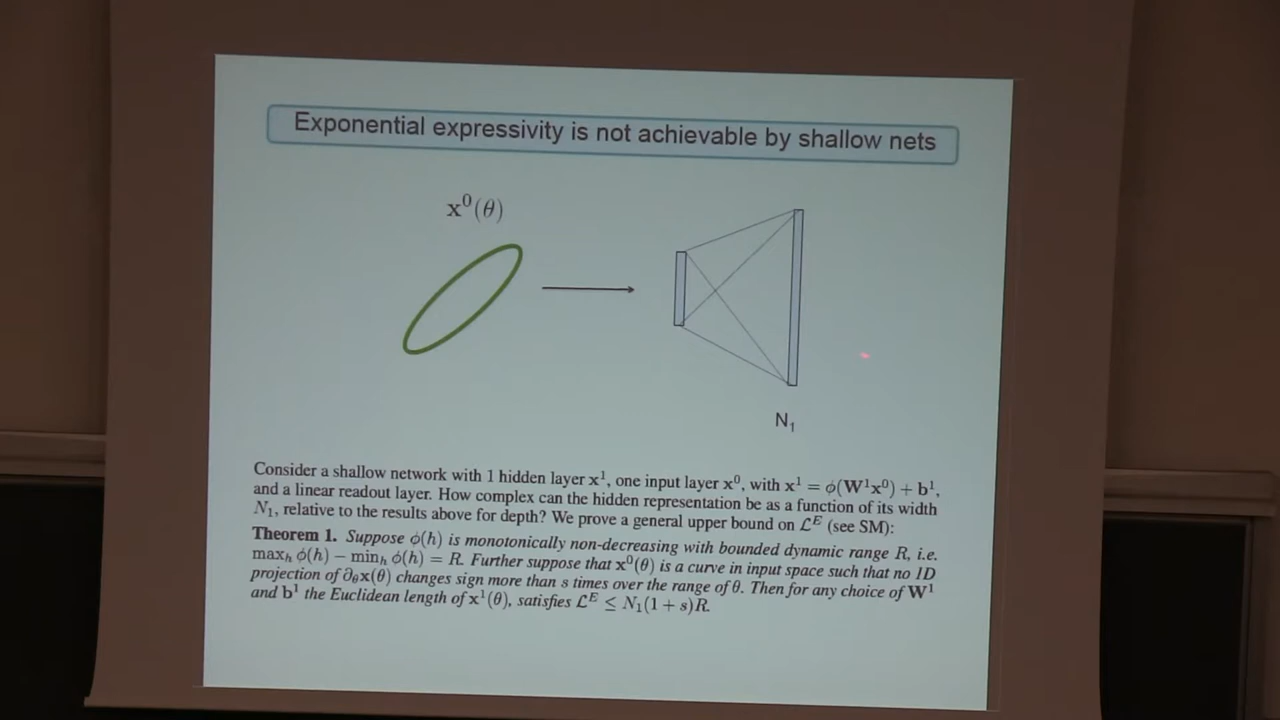 Exponential expressivity is not achievable by shallow nets
x⁰(θ)
N₁
Consider a shallow network with 1 hidden layer x¹, one input layer x⁰, with x¹ = ϕ(W¹x⁰) + b¹,
and a linear readout layer. How complex can the hidden representation be as a function of its width
N₁, relative to the results above for depth? We prove a general upper bound on ℒᴱ (see SM):
Theorem 1. Suppose ϕ(h) is monotonically non-decreasing with bounded dynamic range R, i.e.
maxₕ ϕ(h) − minₕ ϕ(h) = R. Further suppose that x⁰(θ) is a curve in input space such that no 1D
projection of ∂_θx(θ) changes sign more than s times over the range of θ. Then for any choice of W¹
and b¹ the Euclidean length of x¹(θ), satisfies ℒᴱ ≤ N₁(1 + s)R.